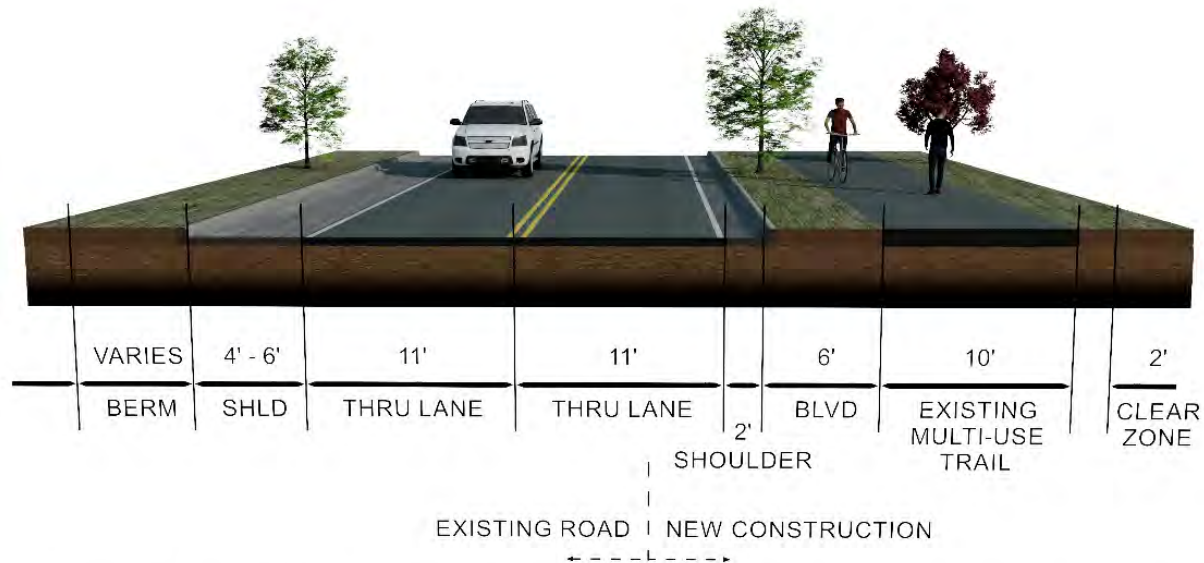 VARIES 4' - 6' 11' 11' 6' 10' 2'
BERM SHLD THRU LANE THRU LANE 2' SHOULDER BLVD EXISTING MULTI-USE TRAIL CLEAR ZONE
EXISTING ROAD NEW CONSTRUCTION